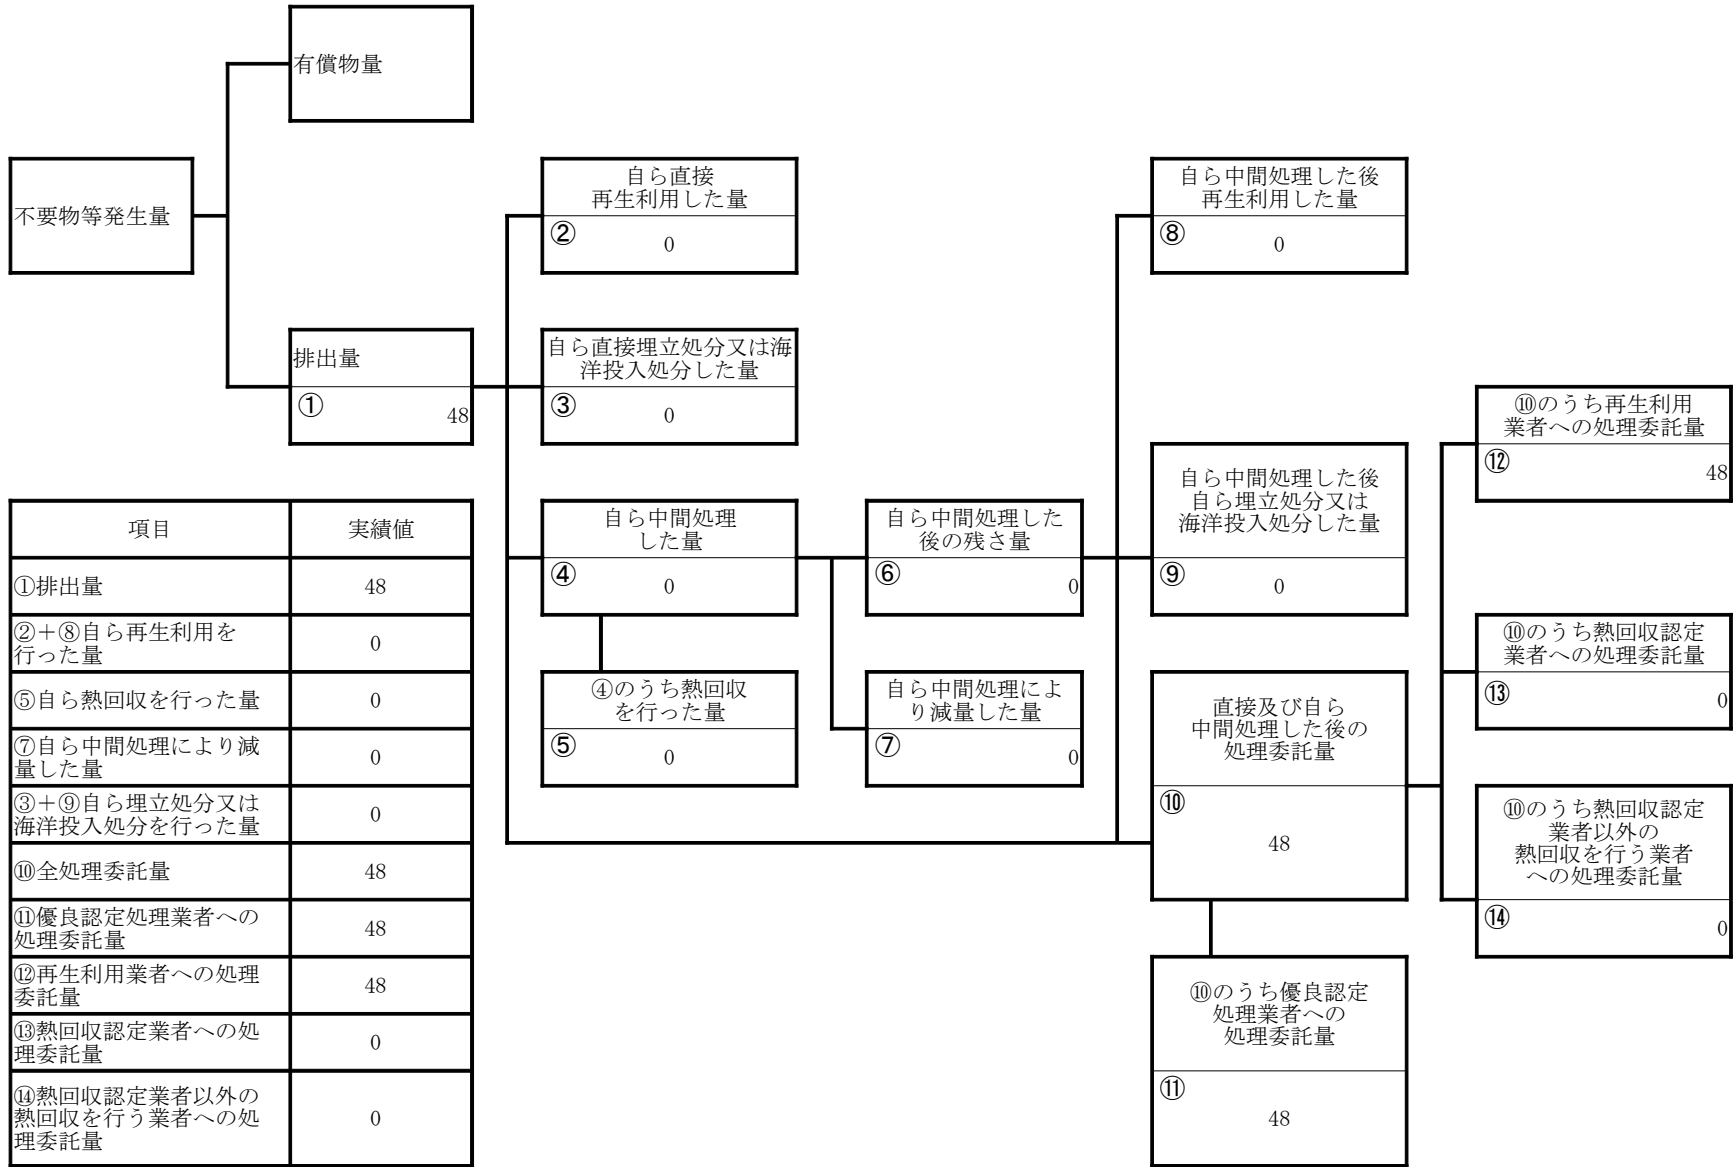 有償物量
不要物等発生量
自ら直接
再生利用した量
②
0
自ら中間処理した後
再生利用した量
⑧
0
排出量
①
48
自ら直接埋立処分又は海
洋投入処分した量
③
0
⑩のうち再生利用
業者への処理委託量
⑫
48
自ら中間処理した後
自ら埋立処分又は
海洋投入処分した量
⑨
0
自ら中間処理
した量
④
0
自ら中間処理した
後の残さ量
⑥
0
⑩のうち熱回収認定
業者への処理委託量
⑬
0
④のうち熱回収
を行った量
⑤
0
自ら中間処理によ
り減量した量
⑦
0
直接及び自ら
中間処理した後の
処理委託量
⑩
48
⑩のうち熱回収認定
業者以外の
熱回収を行う業者
への処理委託量
⑭
0
⑩のうち優良認定
処理業者への
処理委託量
⑪
48
項目 実績値
①排出量 48
②+⑧自ら再生利用を
行った量 0
⑤自ら熱回収を行った量 0
⑦自ら中間処理により減
量した量 0
③+⑨自ら埋立処分又は
海洋投入処分を行った量 0
⑩全処理委託量 48
⑪優良認定処理業者への
処理委託量 48
⑫再生利用業者への処理
委託量 48
⑬熱回収認定業者への処
理委託量 0
⑭熱回収認定業者以外の
熱回収を行う業者への処
理委託量 0